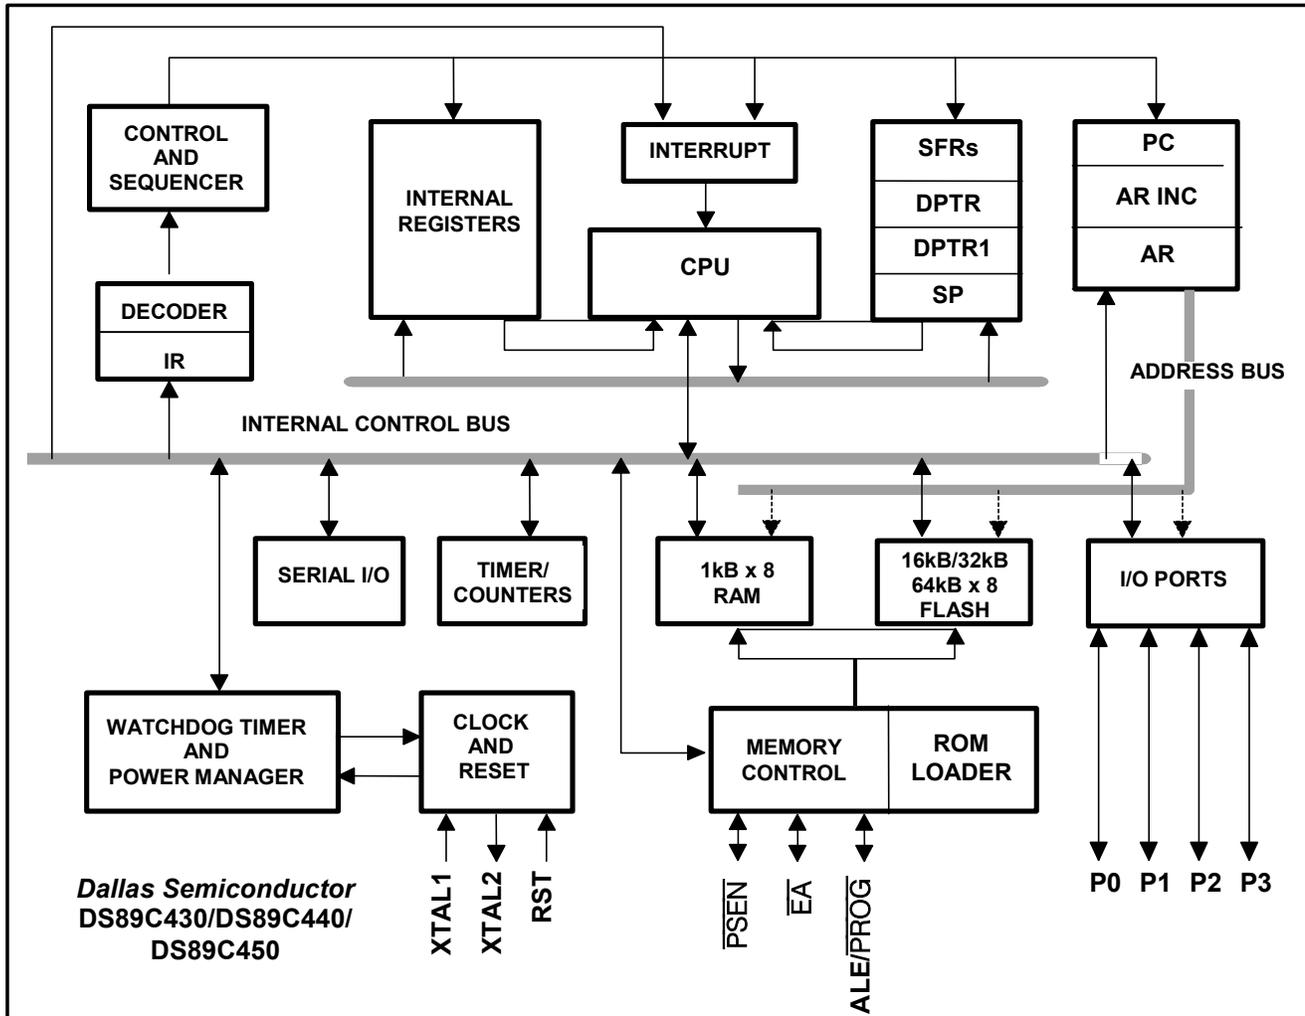 CONTROL
AND
SEQUENCER
INTERNAL
REGISTERS
INTERRUPT
CPU
SFRs
DPTR
DPTR1
SP
PC
AR INC
AR
DECODER
IR
ADDRESS BUS
INTERNAL CONTROL BUS
SERIAL I/O
TIMER/
COUNTERS
1kB x 8
RAM
16kB/32kB
64kB x 8
FLASH
I/O PORTS
WATCHDOG TIMER
AND
POWER MANAGER
CLOCK
AND
RESET
MEMORY
CONTROL
ROM
LOADER
XTAL1
XTAL2
RST
PSEN
EA
ALE/PROG
P0
P1
P2
P3
Dallas Semiconductor
DS89C430/DS89C440/
DS89C450